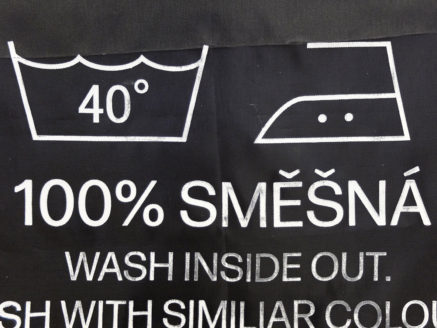 40°
100% SMĚŠNÁ
WASH INSIDE OUT.
WITH SIMILIAR